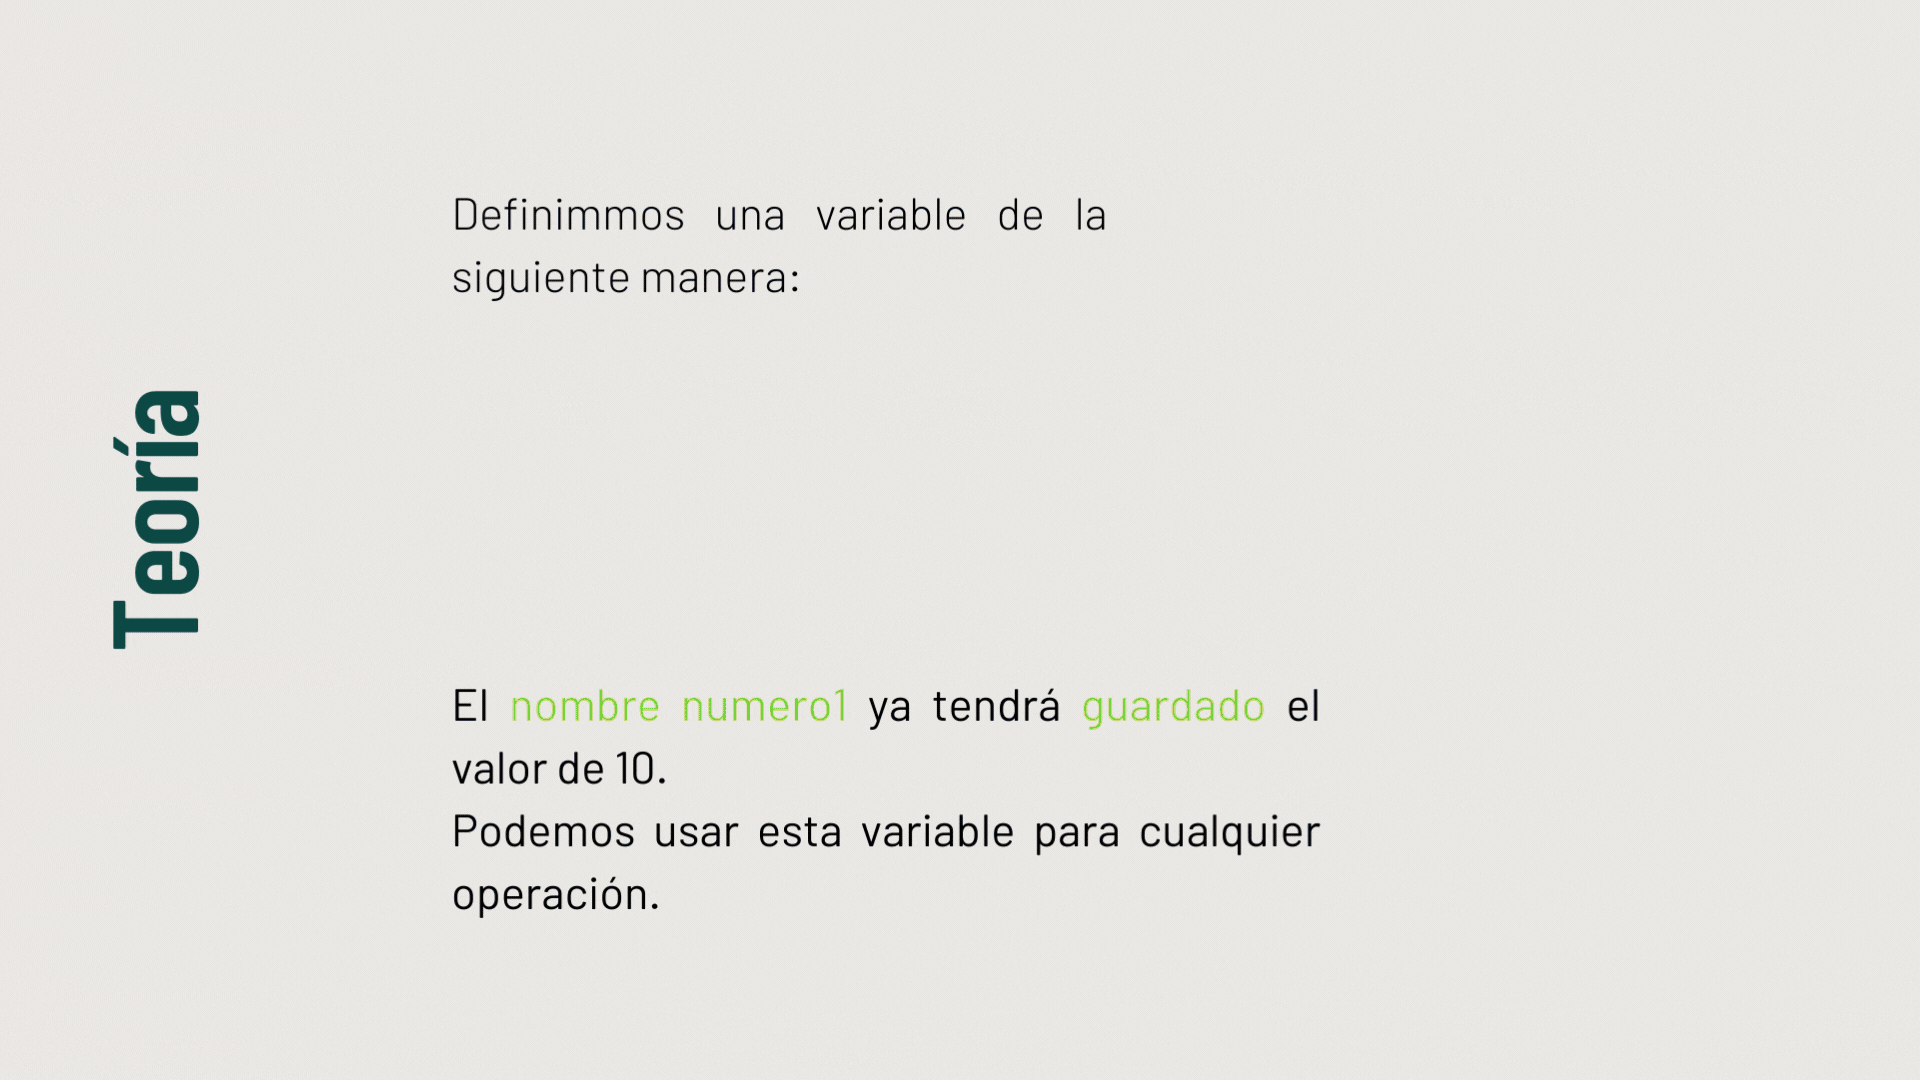 Teoría
Definimmos una variable de la
siguiente manera:
El nombre numero1 ya tendrá guardado el
valor de 10.
Podemos usar esta variable para cualquier
operación.